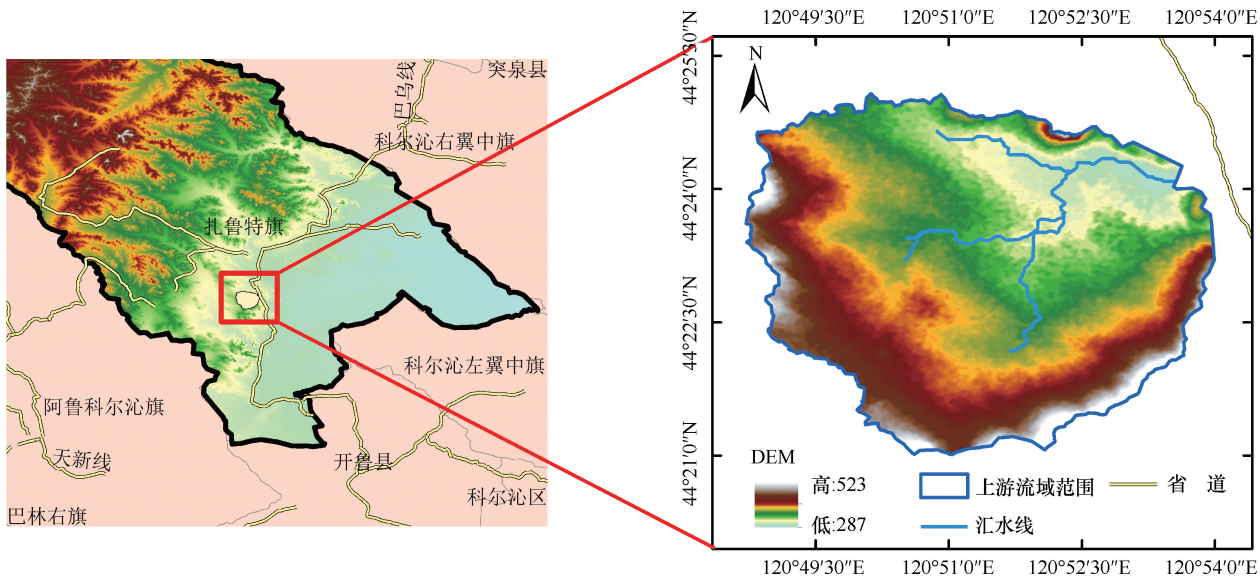 突泉县
巴乌线
科尔沁右翼中旗
扎鲁特旗
科尔沁左翼中旗
阿鲁科尔沁旗
天新线
开鲁县
科尔沁区
巴林右旗
120°49′30″E 120°51′0″E 120°52′30″E 120°54′0″E
44°25′30″N
N
44°24′0″N
44°22′30″N
44°21′0″N
DEM
高:523
低:287
上游流域范围
省 道
汇水线
120°49′30″E 120°51′0″E 120°52′30″E 120°54′0″E